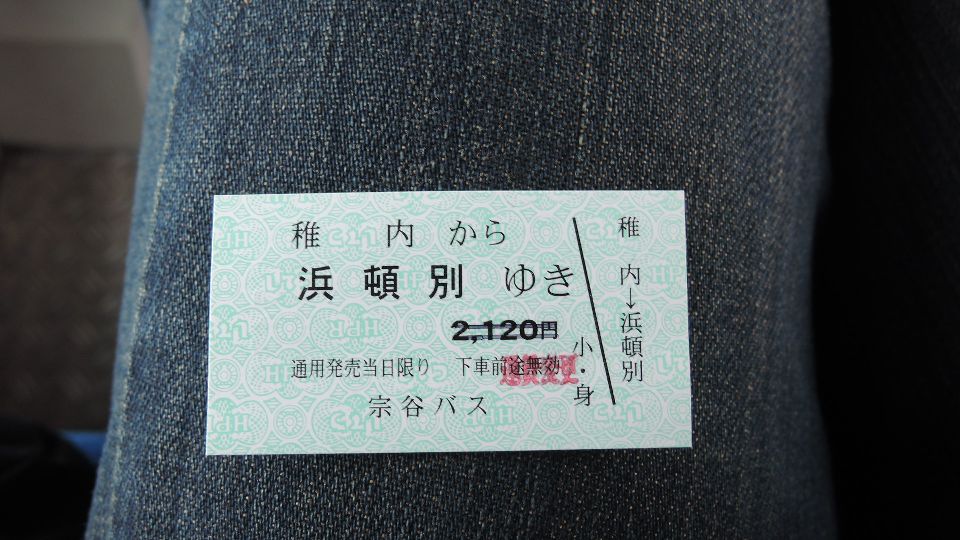 稚内から
浜頓別ゆき
2,120円
通用発売当日限り 下車前途無効
宗谷バス
小・身
稚内→浜頓別